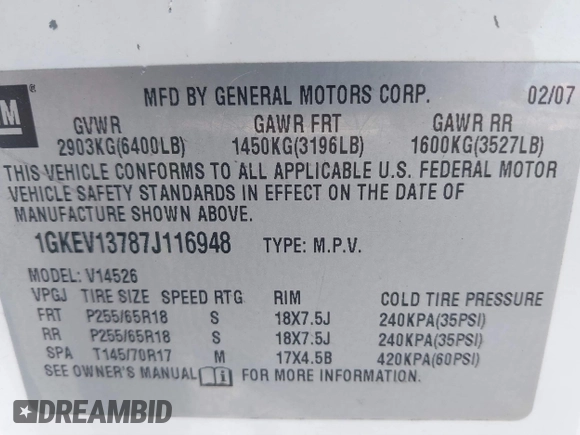 M ®
MFD BY GENERAL MOTORS CORP. 02/07
GVWR GAWR FRT GAWR RR
2903KG(6400LB) 1450KG(3196LB) 1600KG(3527LB)
THIS VEHICLE CONFORMS TO ALL APPLICABLE U.S. FEDERAL MOTOR
VEHICLE SAFETY STANDARDS IN EFFECT ON THE DATE OF
MANUFACTURE SHOWN ABOVE.
1GKEV13787J116948 TYPE: M.P.V.
MODEL: V14526
VPGJ TIRE SIZE SPEED RTG RIM COLD TIRE PRESSURE
FRT P255/65R18 S 18X7.5J 240KPA(35PSI)
RR P255/65R18 S 18X7.5J 240KPA(35PSI)
SPA T145/70R17 M 17X4.5B 420KPA(60PSI)
SEE OWNER'S MANUAL i FOR MORE INFORMATION.
DREAMBID